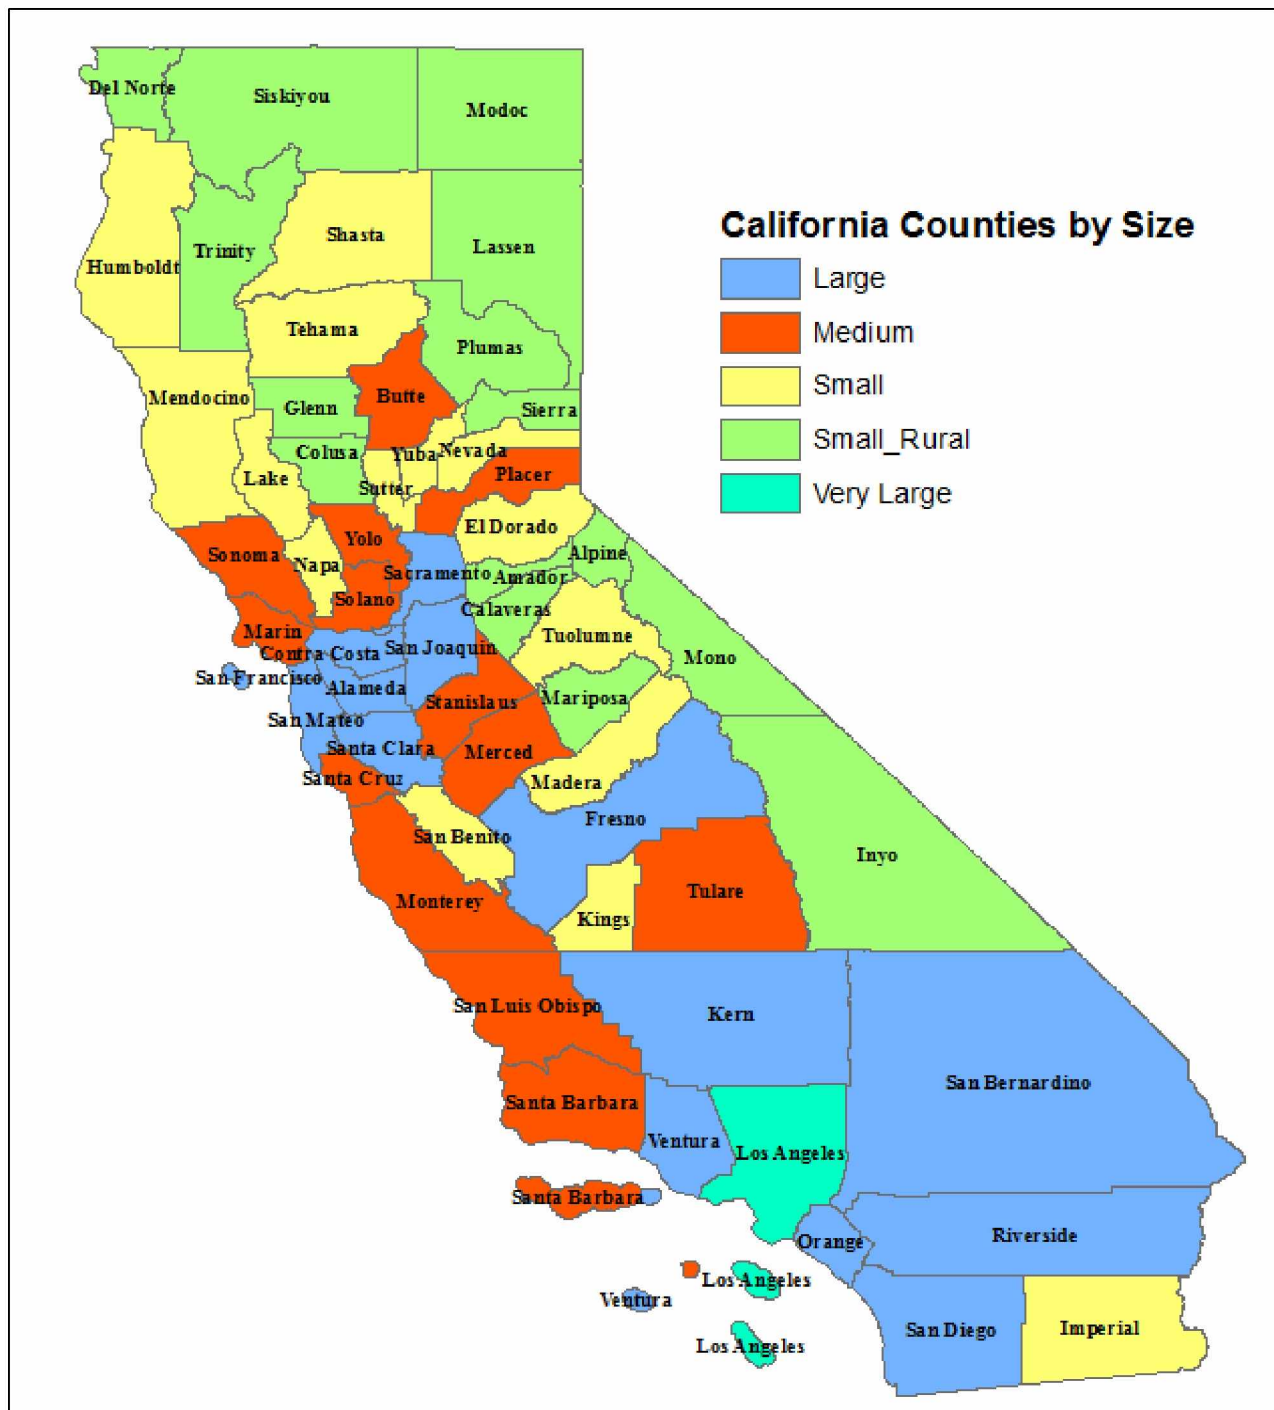 Del Norte
Siskiyou
Modoc
Humboldt
Trinity
Shasta
Lassen
California Counties by Size
Large
Medium
Small
Small_Rural
Very Large
Tehama
Plumas
Mendocino
Glenn
Butte
Sierra
Colusa
Lake
Sutter
Yuba
Nevada
Placer
Sonoma
Napa
Yolo
El Dorado
Solano
Sacramento
Amador
Alpine
Calaveras
Marin
Contra Costa
San Joaquin
Tuolumne
Mono
San Francisco
Alameda
Stanislaus
Mariposa
San Mateo
Santa Clara
Merced
Santa Cruz
Madera
San Benito
Fresno
Inyo
Monterey
Kings
Tulare
San Luis Obispo
Kern
San Bernardino
Santa Barbara
Ventura
Los Angeles
Santa Barbara
Orange
Riverside
Los Angeles
Ventura
San Diego
Imperial
Los Angeles